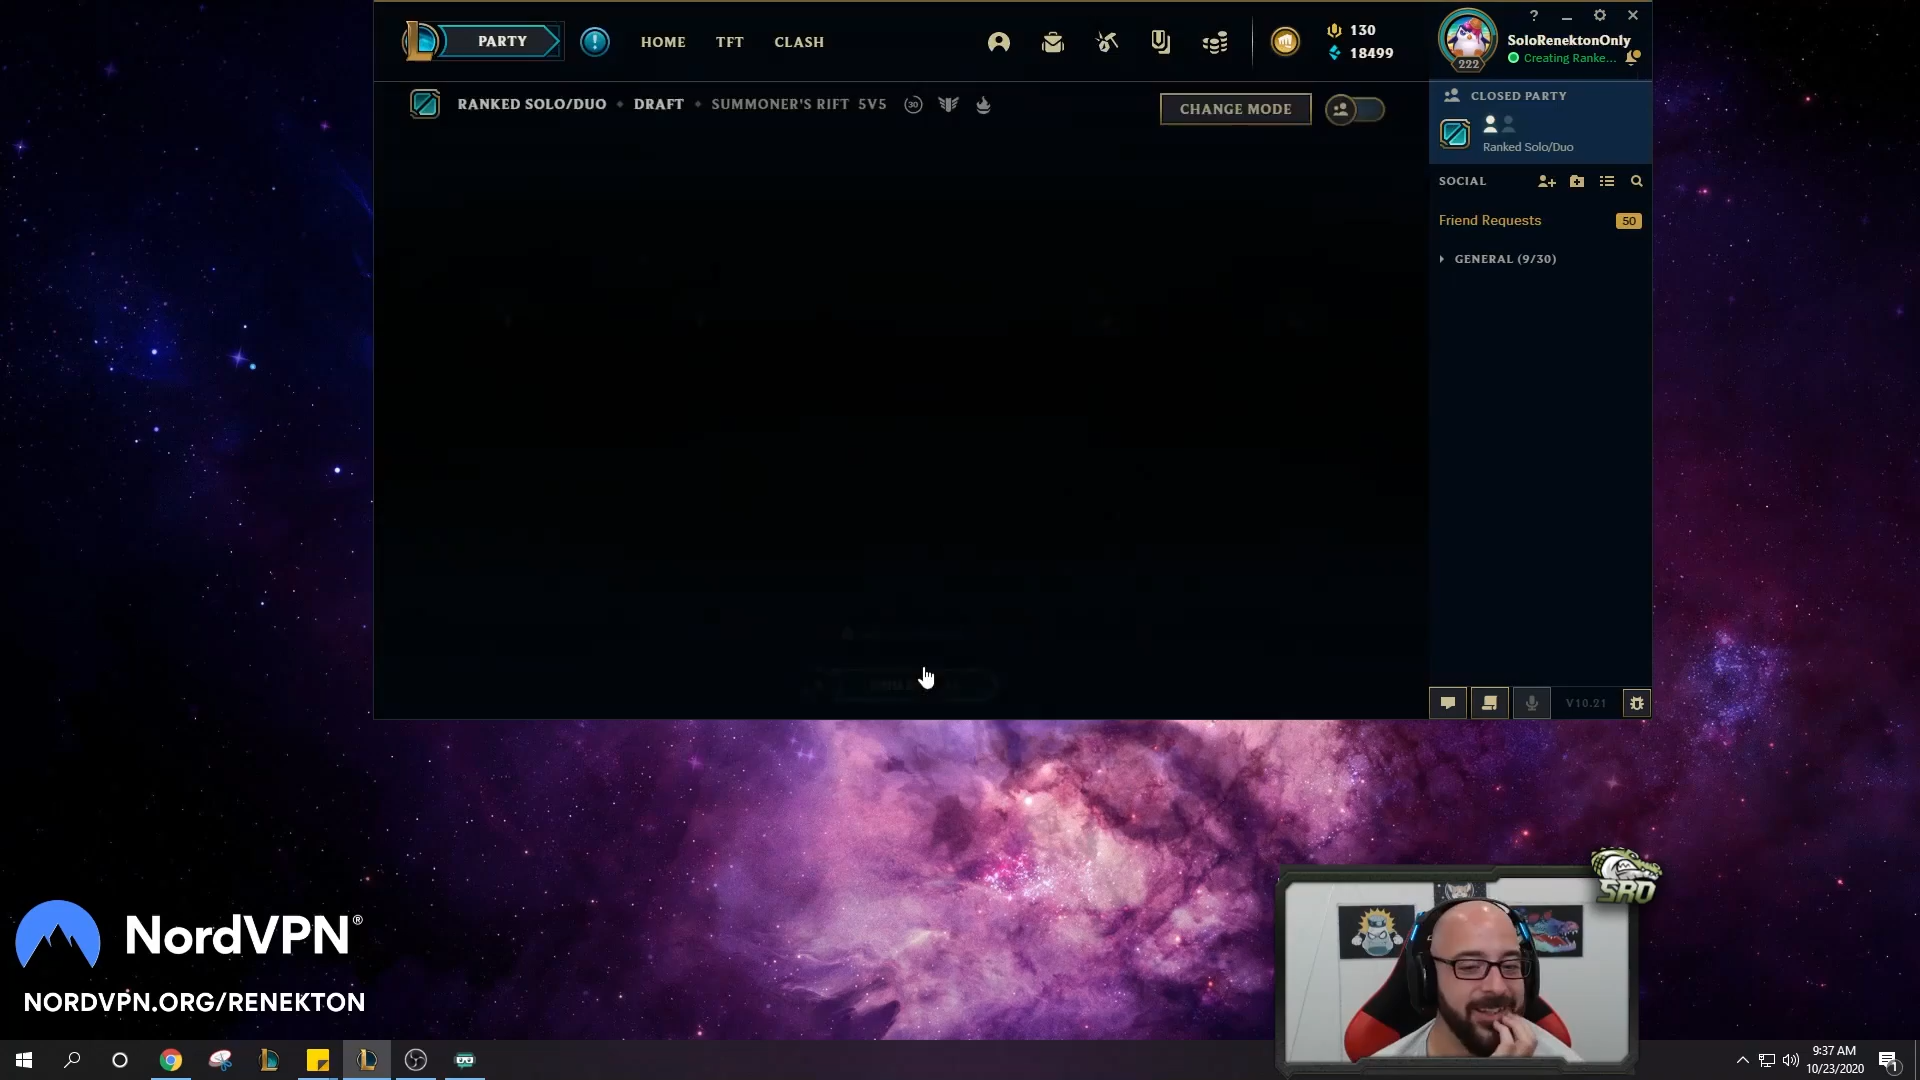 PARTY
HOME
TFT
CLASH
130
18499
222
?
SoloRenektonOnly
Creating Ranke...
RANKED SOLO/DUO • DRAFT • SUMMONER'S RIFT 5V5
30
CHANGE MODE
CLOSED PARTY
Ranked Solo/Duo
SOCIAL
Friend Requests
50
GENERAL (9/30)
V10.21
NordVPN®
NORDVPN.ORG/RENEKTON
SRO
9:37 AM
10/23/2020
1